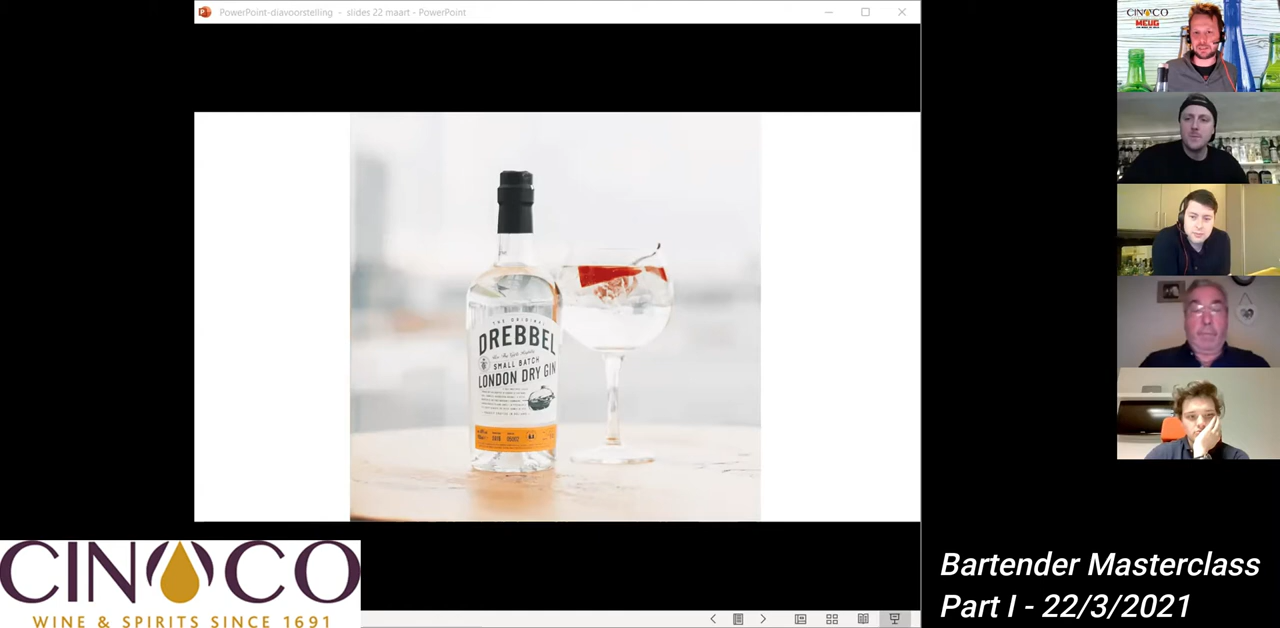 PowerPoint-diavoorstelling - slides 22 maart - PowerPoint
CINOCO
MEUG
THE ORIGINAL
DREBBEL
SMALL BATCH
LONDON DRY GIN
CINOCO
WINE & SPIRITS SINCE 1691
Bartender Masterclass
Part I - 22/3/2021